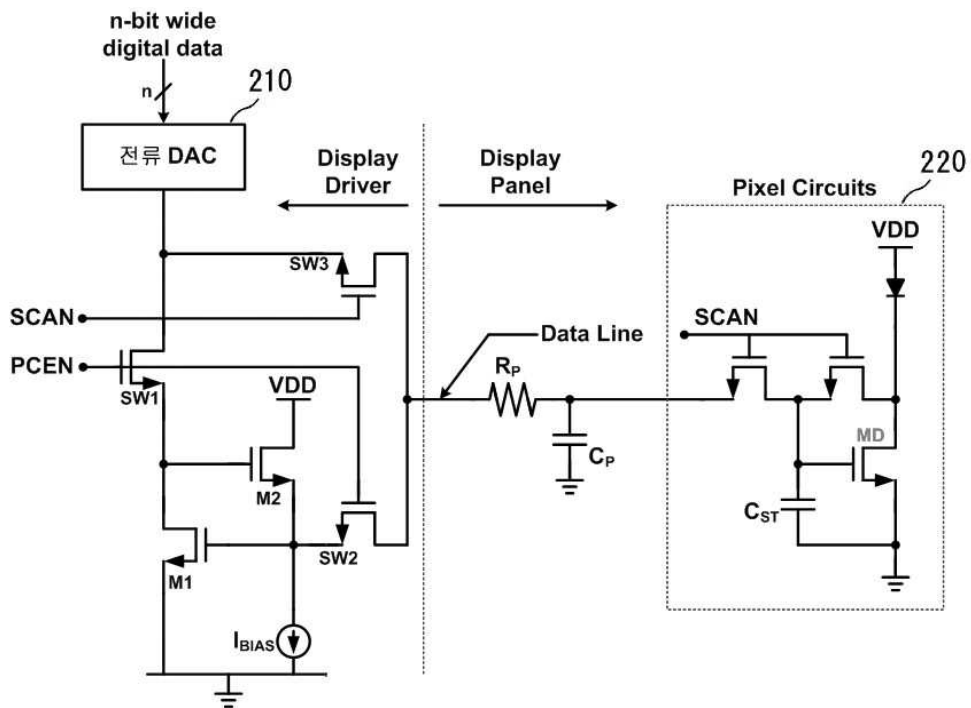 n-bit wide
digital data
n
210
전류 DAC
Display
Driver
Display
Panel
Pixel Circuits
220
VDD
SW3
SCAN
SCAN
Data Line
PCEN
RP
SW1
VDD
MD
CP
M2
CST
SW2
M1
IBIAS